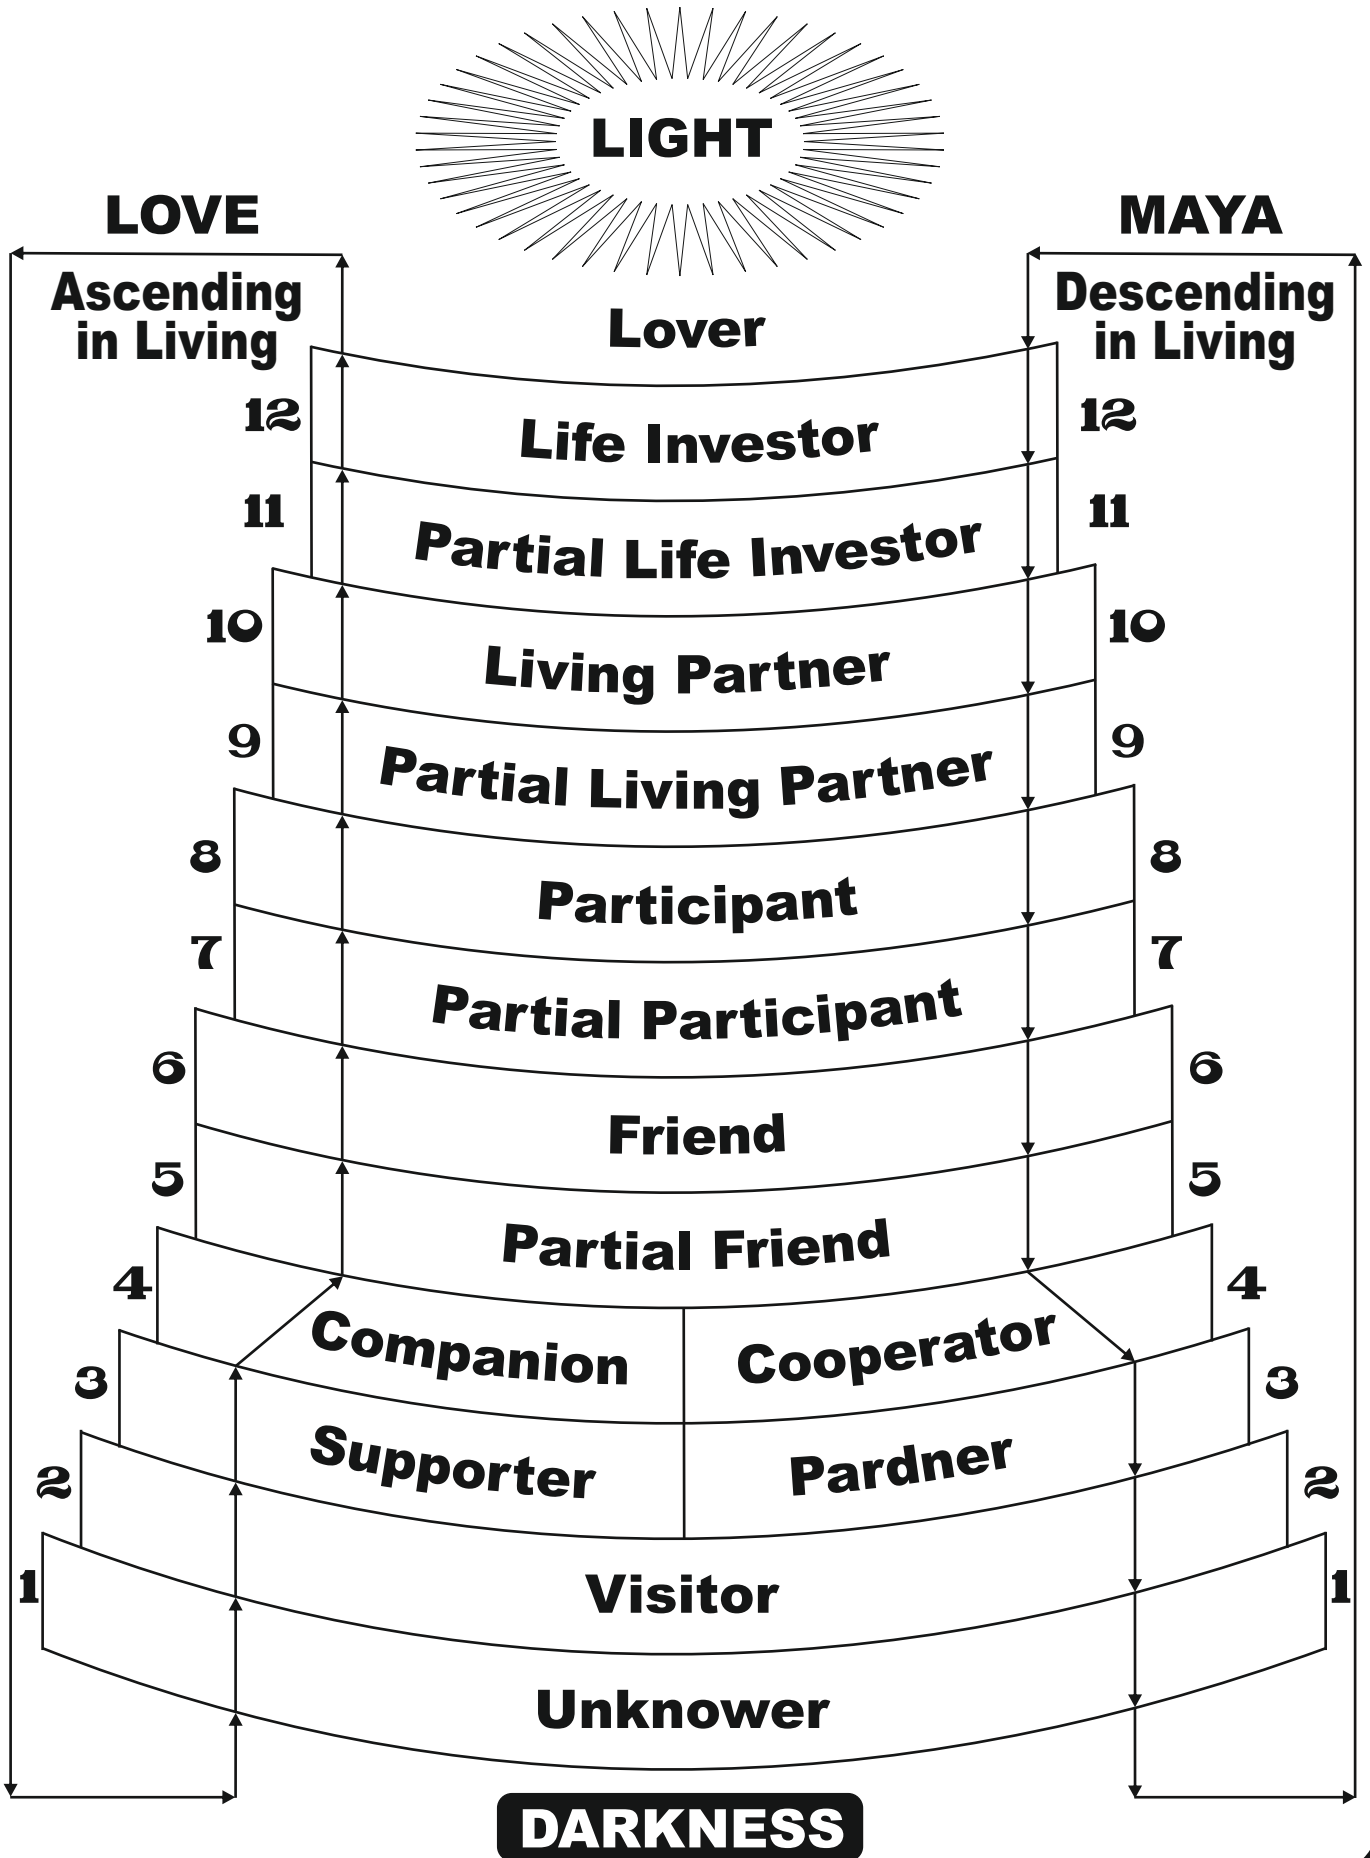 LIGHT
LOVE MAYA
Ascending Descending
in Living in Living
Lover
12 Life Investor 12
11 Partial Life Investor 11
10 Living Partner 10
9 Partial Living Partner 9
8 Participant 8
7 Partial Participant 7
6 Friend 6
5 Partial Friend 5
4 Companion Cooperator 4
3 Supporter Pardner 3
2 Visitor 2
1 Unknower 1
DARKNESS